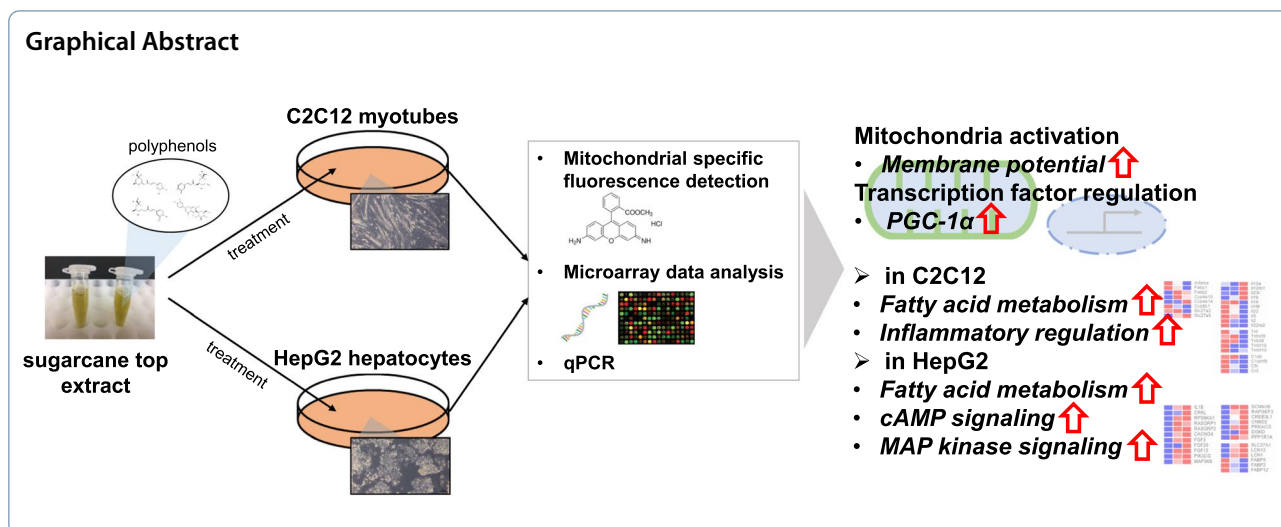 Graphical Abstract
polyphenols
sugarcane top
extract
treatment
treatment
C2C12 myotubes
HepG2 hepatocytes
• Mitochondrial specific
fluorescence detection
COOCH₃
HCl
H₂N
O
NH
• Microarray data analysis
• qPCR
Mitochondria activation
• Membrane potential
Transcription factor regulation
• PGC-1α
➢ in C2C12
• Fatty acid metabolism
• Inflammatory regulation
➢ in HepG2
• Fatty acid metabolism
• cAMP signaling
• MAP kinase signaling